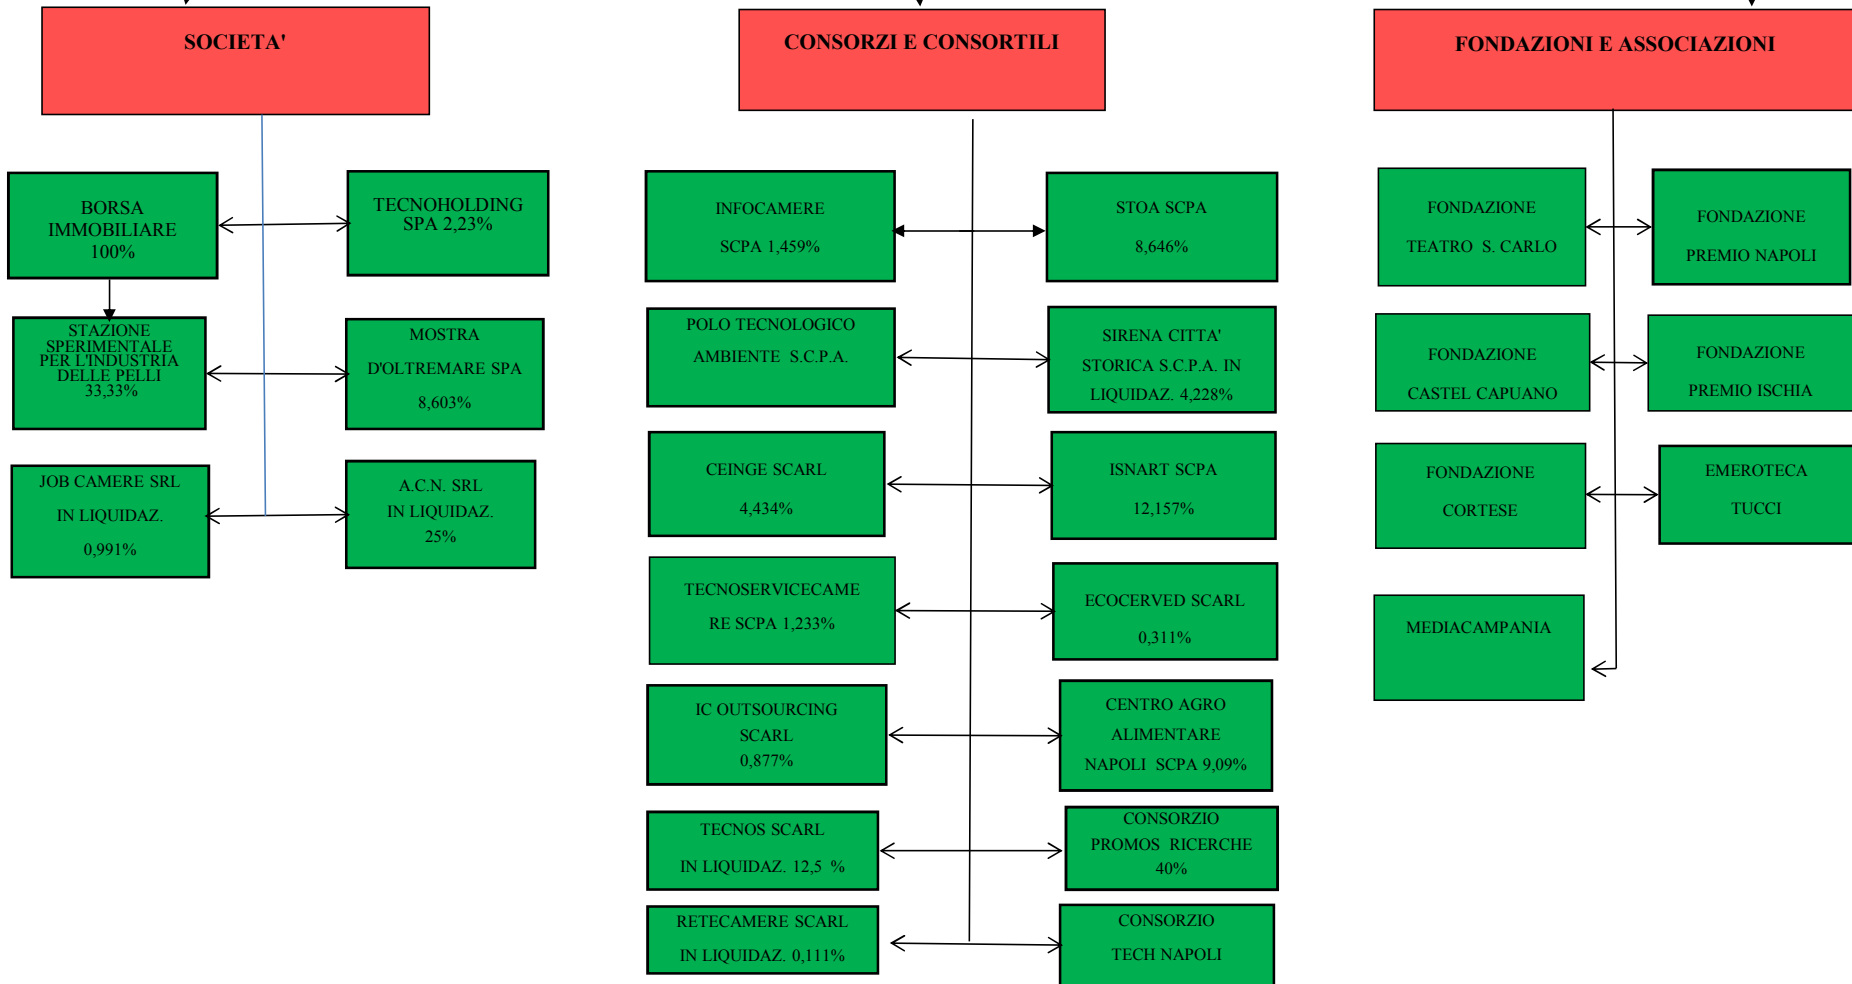 SOCIETA'
BORSA
IMMOBILIARE
100%
TECNOHOLDING
SPA 2,23%
STAZIONE
SPERIMENTALE
PER L'INDUSTRIA
DELLE PELLI
33,33%
MOSTRA
D'OLTREMARE SPA
8,603%
JOB CAMERE SRL
IN LIQUIDAZ.
0,991%
A.C.N. SRL
IN LIQUIDAZ.
25%
CONSORZI E CONSORTILI
INFOCAMERE
SCPA 1,459%
STOA SCPA
8,646%
POLO TECNOLOGICO
AMBIENTE S.C.P.A.
SIRENA CITTA'
STORICA S.C.P.A. IN
LIQUIDAZ. 4,228%
CEINGE SCARL
4,434%
ISNART SCPA
12,157%
TECNOSERVICECAME
RE SCPA 1,233%
ECOCERVED SCARL
0,311%
IC OUTSOURCING
SCARL
0,877%
CENTRO AGRO
ALIMENTARE
NAPOLI SCPA 9,09%
TECNOS SCARL
IN LIQUIDAZ. 12,5 %
CONSORZIO
PROMOS RICERCHE
40%
RETECAMERE SCARL
IN LIQUIDAZ. 0,111%
CONSORZIO
TECH NAPOLI
FONDAZIONI E ASSOCIAZIONI
FONDAZIONE
TEATRO S. CARLO
FONDAZIONE
PREMIO NAPOLI
FONDAZIONE
CASTEL CAPUANO
FONDAZIONE
PREMIO ISCHIA
FONDAZIONE
CORTESE
EMEROTECA
TUCCI
MEDIACAMPANIA